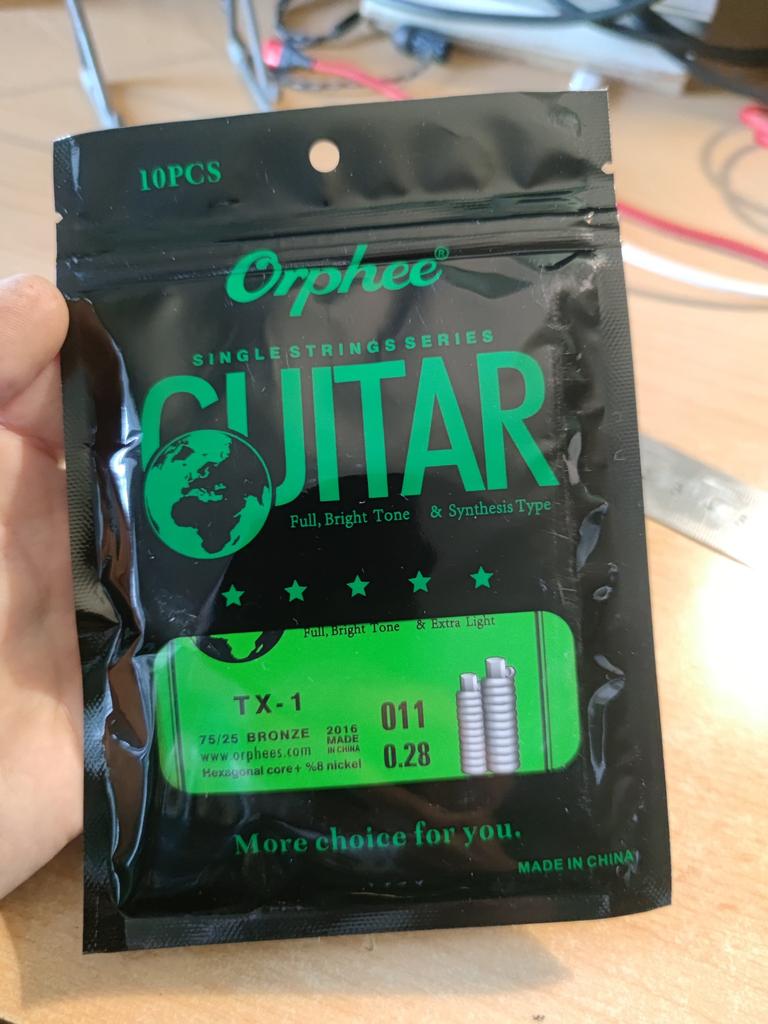 10PCS
Orphee®
SINGLE STRINGS SERIES
GUITAR
Full, Bright Tone & Synthesis Type
Full, Bright Tone & Extra Light
TX-1
011
75/25 BRONZE
2016
MADE
IN CHINA
www.orphees.com
0.28
Hexagonal core+ %8 nickel
More choice for you.
MADE IN CHINA